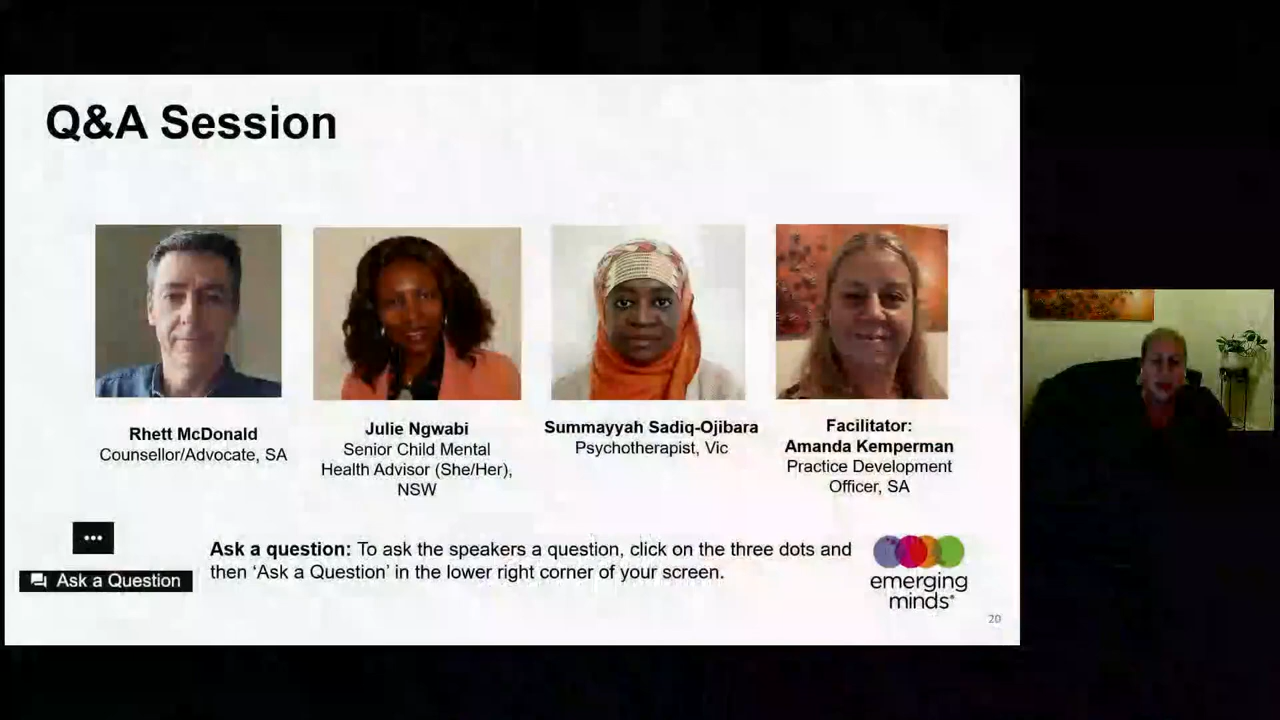 Q&A Session
Rhett McDonald
Counsellor/Advocate, SA
Julie Ngwabi
Senior Child Mental
Health Advisor (She/Her),
NSW
Summayyah Sadiq-Ojibara
Psychotherapist, Vic
Facilitator:
Amanda Kemperman
Practice Development
Officer, SA
Ask a Question
Ask a question: To ask the speakers a question, click on the three dots and
then ‘Ask a Question’ in the lower right corner of your screen.
emerging
minds®
20